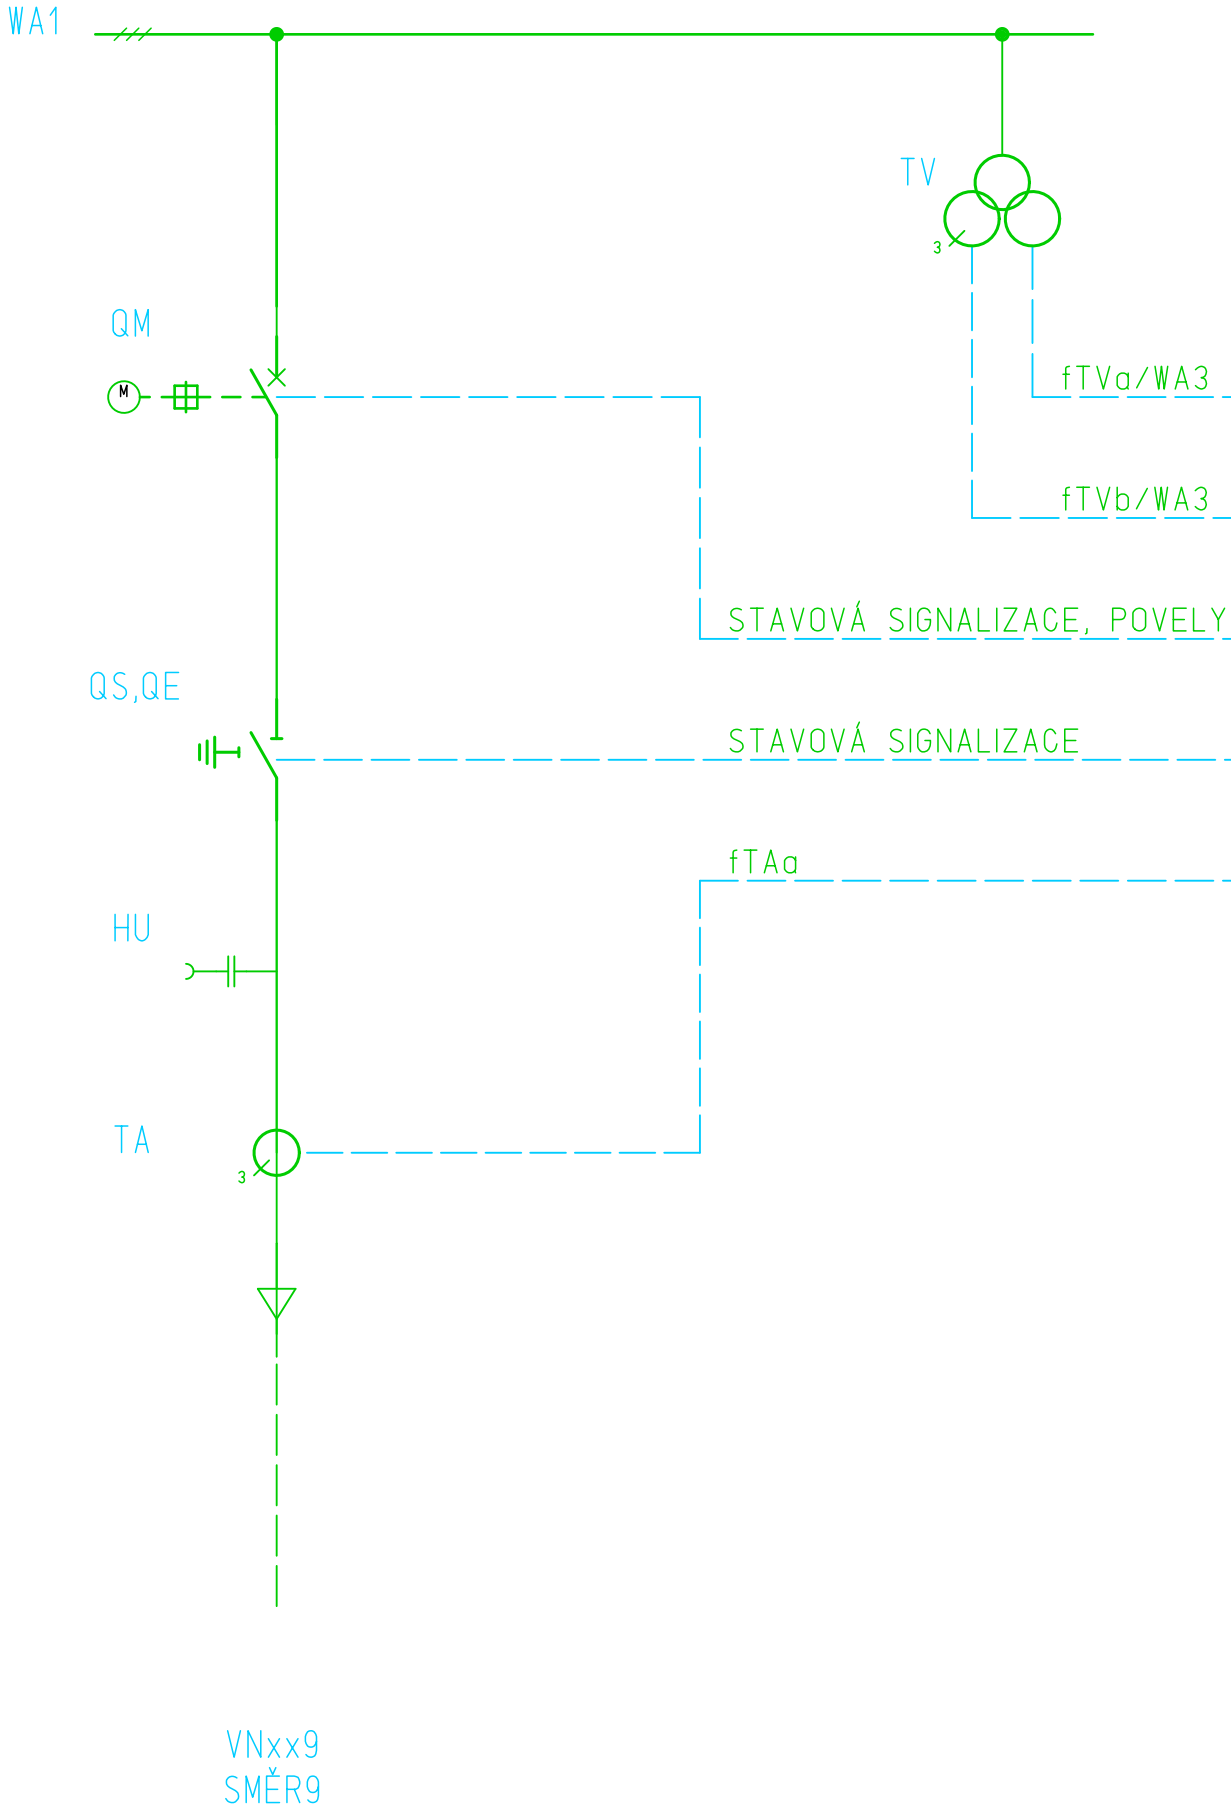 WA1
TV
3
QM
M
fTVa/WA3
fTVb/WA3
STAVOVÁ SIGNALIZACE, POVELY
QS,QE
STAVOVÁ SIGNALIZACE
fTAa
HU
TA
3
VNxx9
SMĚR9